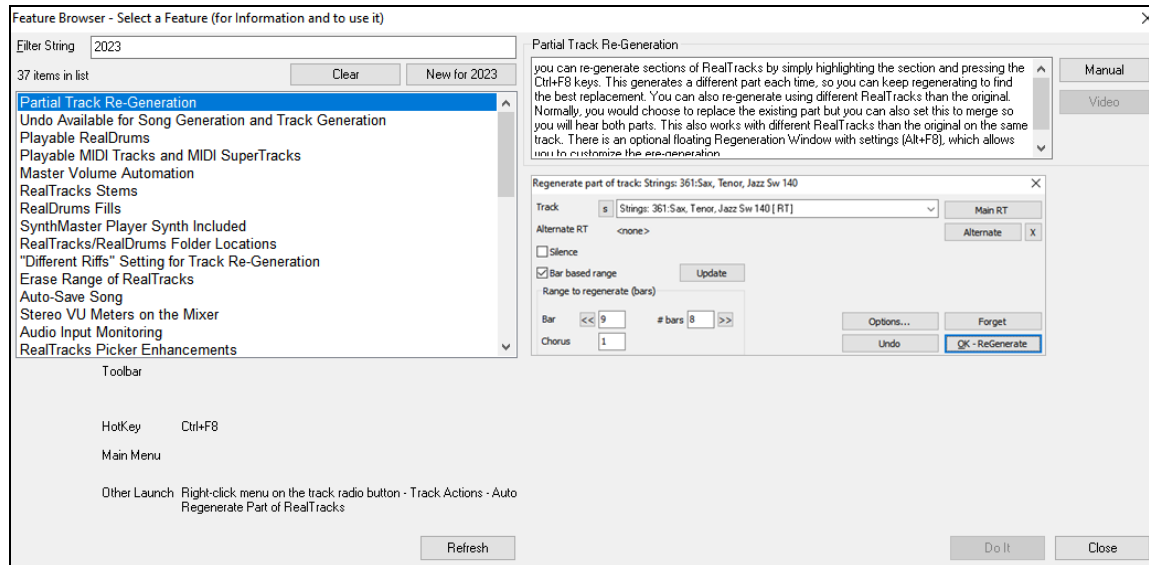 Feature Browser - Select a Feature (for Information and to use it)
Filter String 2023
37 items in list Clear New for 2023
Partial Track Re-Generation
Undo Available for Song Generation and Track Generation
Playable RealDrums
Playable MIDI Tracks and MIDI SuperTracks
Master Volume Automation
RealTracks Stems
RealDrums Fills
SynthMaster Player Synth Included
RealTracks/RealDrums Folder Locations
"Different Riffs" Setting for Track Re-Generation
Erase Range of RealTracks
Auto-Save Song
Stereo VU Meters on the Mixer
Audio Input Monitoring
RealTracks Picker Enhancements
Toolbar
HotKey Ctrl+F8
Main Menu
Other Launch Right-click menu on the track radio button - Track Actions - Auto
Regenerate Part of RealTracks
Refresh
Partial Track Re-Generation
you can re-generate sections of RealTracks by simply highlighting the section and pressing the
Ctrl+F8 keys. This generates a different part each time, so you can keep regenerating to find
the best replacement. You can also re-generate using different RealTracks than the original.
Normally, you would choose to replace the existing part but you can also set this to merge so
you will hear both parts. This also works with different RealTracks than the original on the same
track. There is an optional floating Regeneration Window with settings (Alt+F8), which allows
you to customize the ere-generation
Manual
Video
Regenerate part of track: Strings: 361:Sax, Tenor, Jazz Sw 140
Track s Strings: 361:Sax, Tenor, Jazz Sw 140 [ RT] Main RT
Alternate RT <none> Alternate X
Silence
Bar based range Update
Range to regenerate (bars)
Bar << 9 # bars 8 >> Options... Forget
Chorus 1 Undo OK - ReGenerate
Do It Close